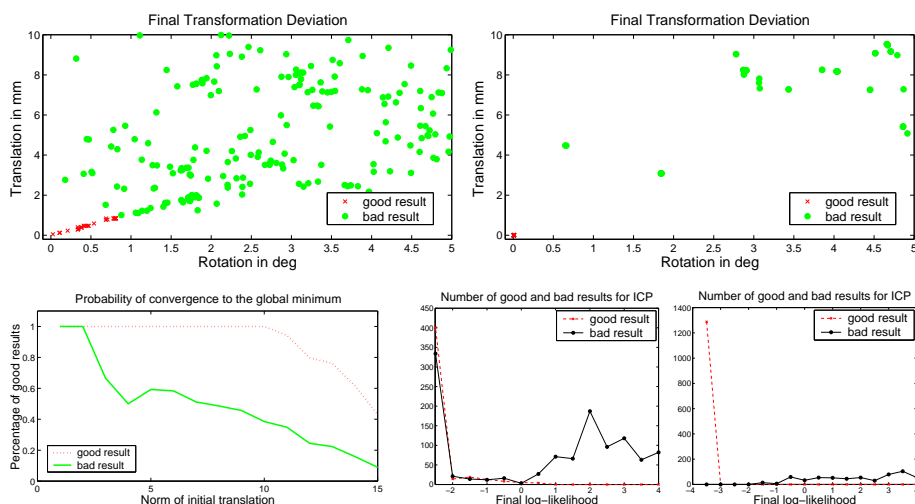 Final Transformation Deviation
10
8
6
4
2
0
Translation in mm
0 0.5 1 1.5 2 2.5 3 3.5 4 4.5 5
Rotation in deg
good result
bad result
Final Transformation Deviation
10
8
6
4
2
0
Translation in mm
0 0.5 1 1.5 2 2.5 3 3.5 4 4.5 5
Rotation in deg
good result
bad result
Probability of convergence to the global minimum
1
0.8
0.6
0.4
0.2
0
Percentage of good results
5 10 15
Norm of initial translation
good result
bad result
Number of good and bad results for ICP
450
400
350
300
250
200
150
100
50
0
−2 −1 0 1 2 3 4
Final log−likelihood
good result
bad result
Number of good and bad results for ICP
1400
1200
1000
800
600
400
200
0
−4 −3 −2 −1 0 1 2 3 4
Final log−likelihood
good result
bad result